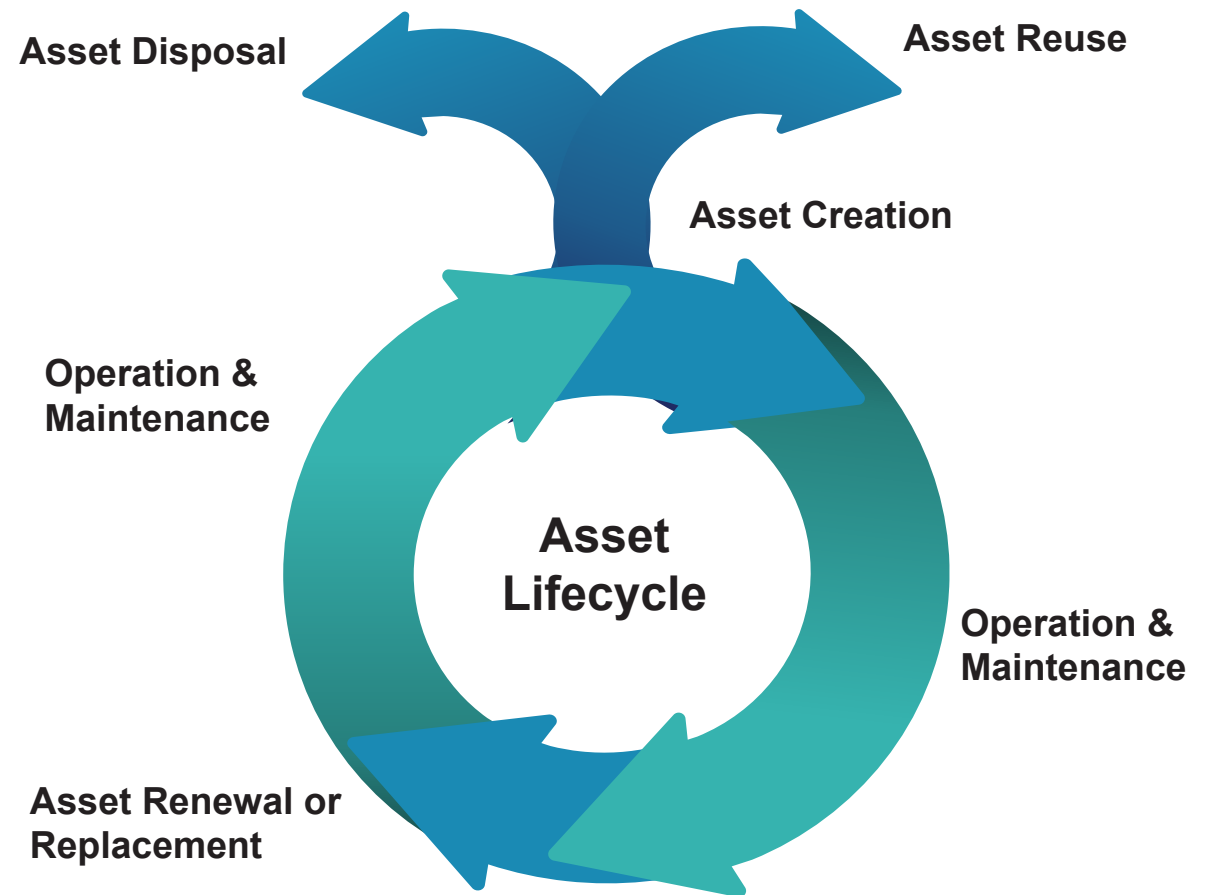 Asset Disposal
Asset Reuse
Asset Creation
Operation &
Maintenance
Asset
Lifecycle
Operation &
Maintenance
Asset Renewal or
Replacement